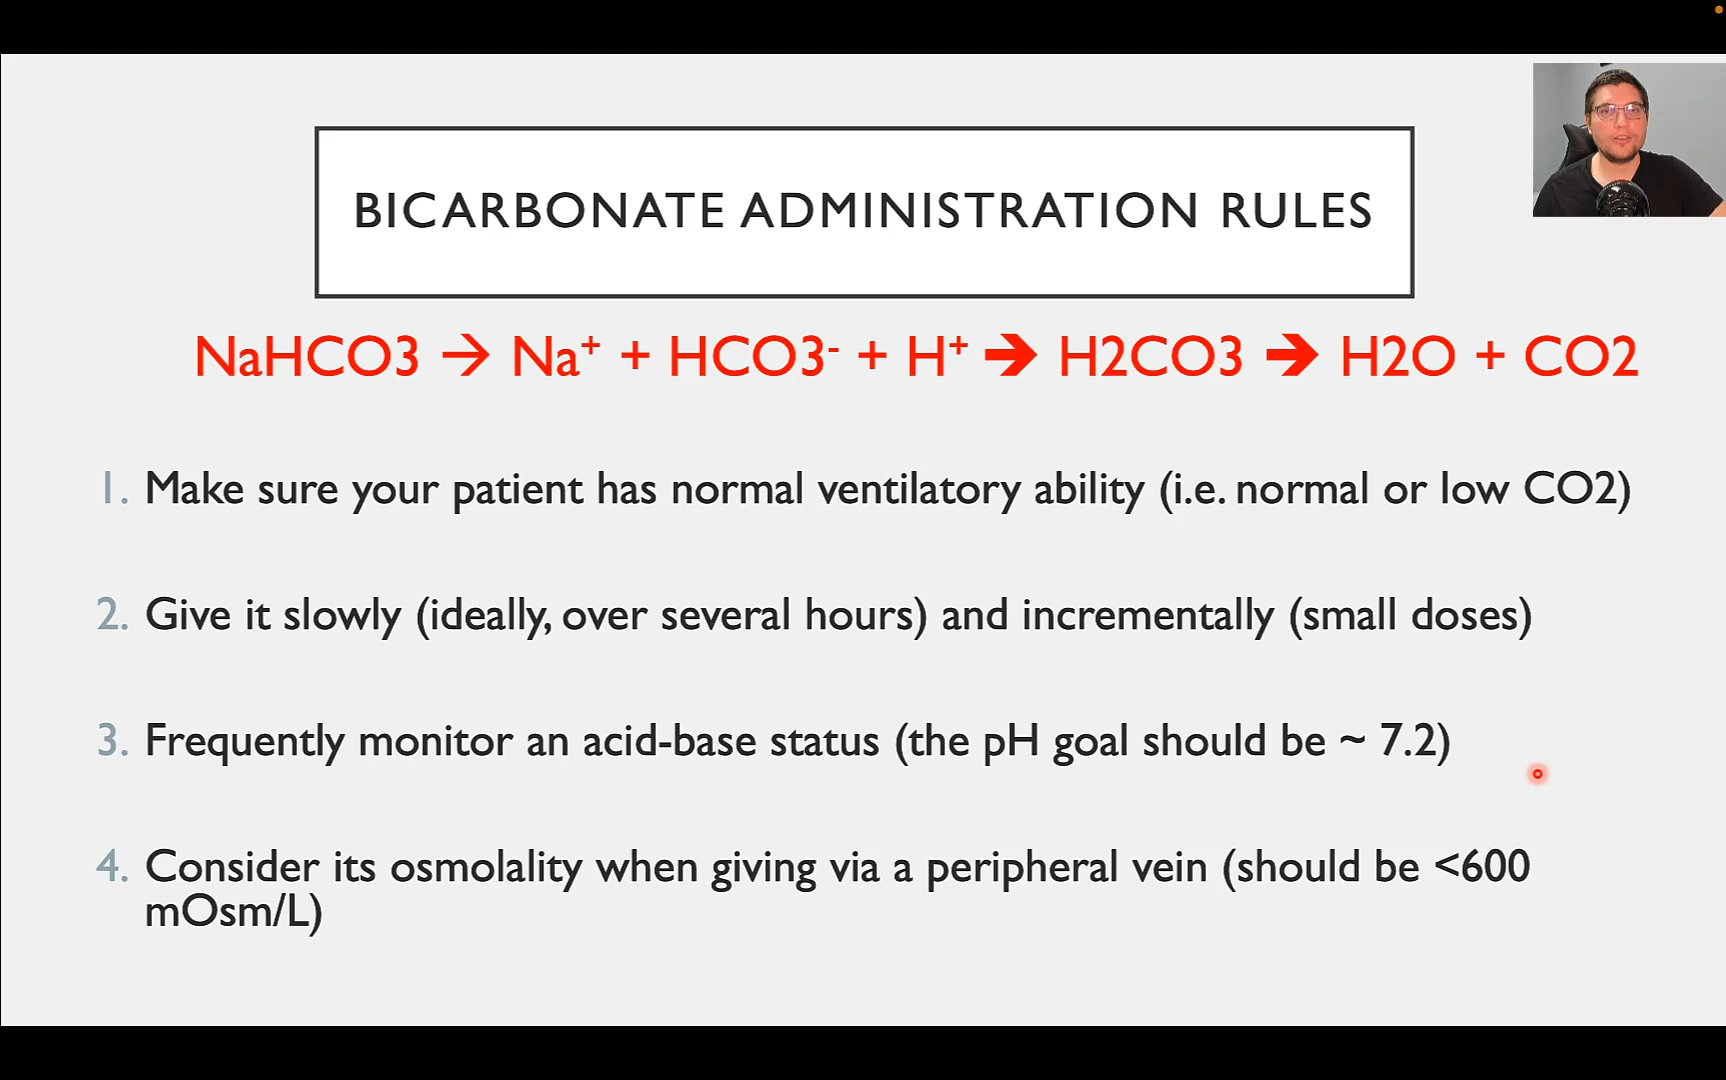 BICARBONATE ADMINISTRATION RULES
NaHCO3 → Na⁺ + HCO3⁻ + H⁺ 🡺 H2CO3 🡺 H2O + CO2
1. Make sure your patient has normal ventilatory ability (i.e. normal or low CO2)
2. Give it slowly (ideally, over several hours) and incrementally (small doses)
3. Frequently monitor an acid-base status (the pH goal should be ~ 7.2)
4. Consider its osmolality when giving via a peripheral vein (should be <600
mOsm/L)